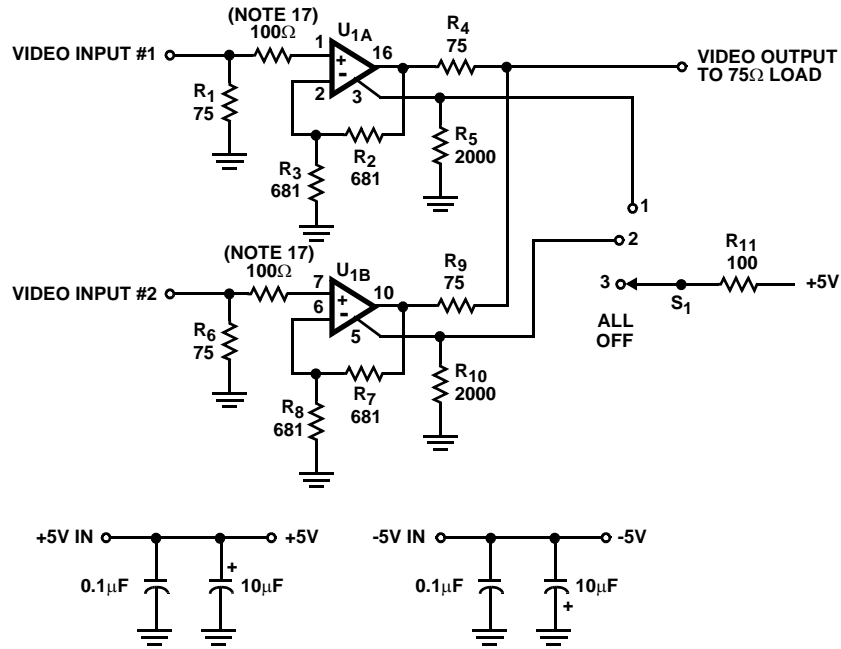 (NOTE 17)
100Ω
U1A
R4
75
VIDEO INPUT #1
1
+
-
2
16
3
VIDEO OUTPUT
TO 75Ω LOAD
R1
75
R2
681
R3
681
R5
2000
1
2
(NOTE 17)
100Ω
U1B
R9
75
R11
100
VIDEO INPUT #2
7
+
-
6
10
5
3
S1
+5V
ALL
OFF
R6
75
R7
681
R8
681
R10
2000
+5V IN
+5V
-5V IN
-5V
0.1µF
+
10µF
0.1µF
10µF
+